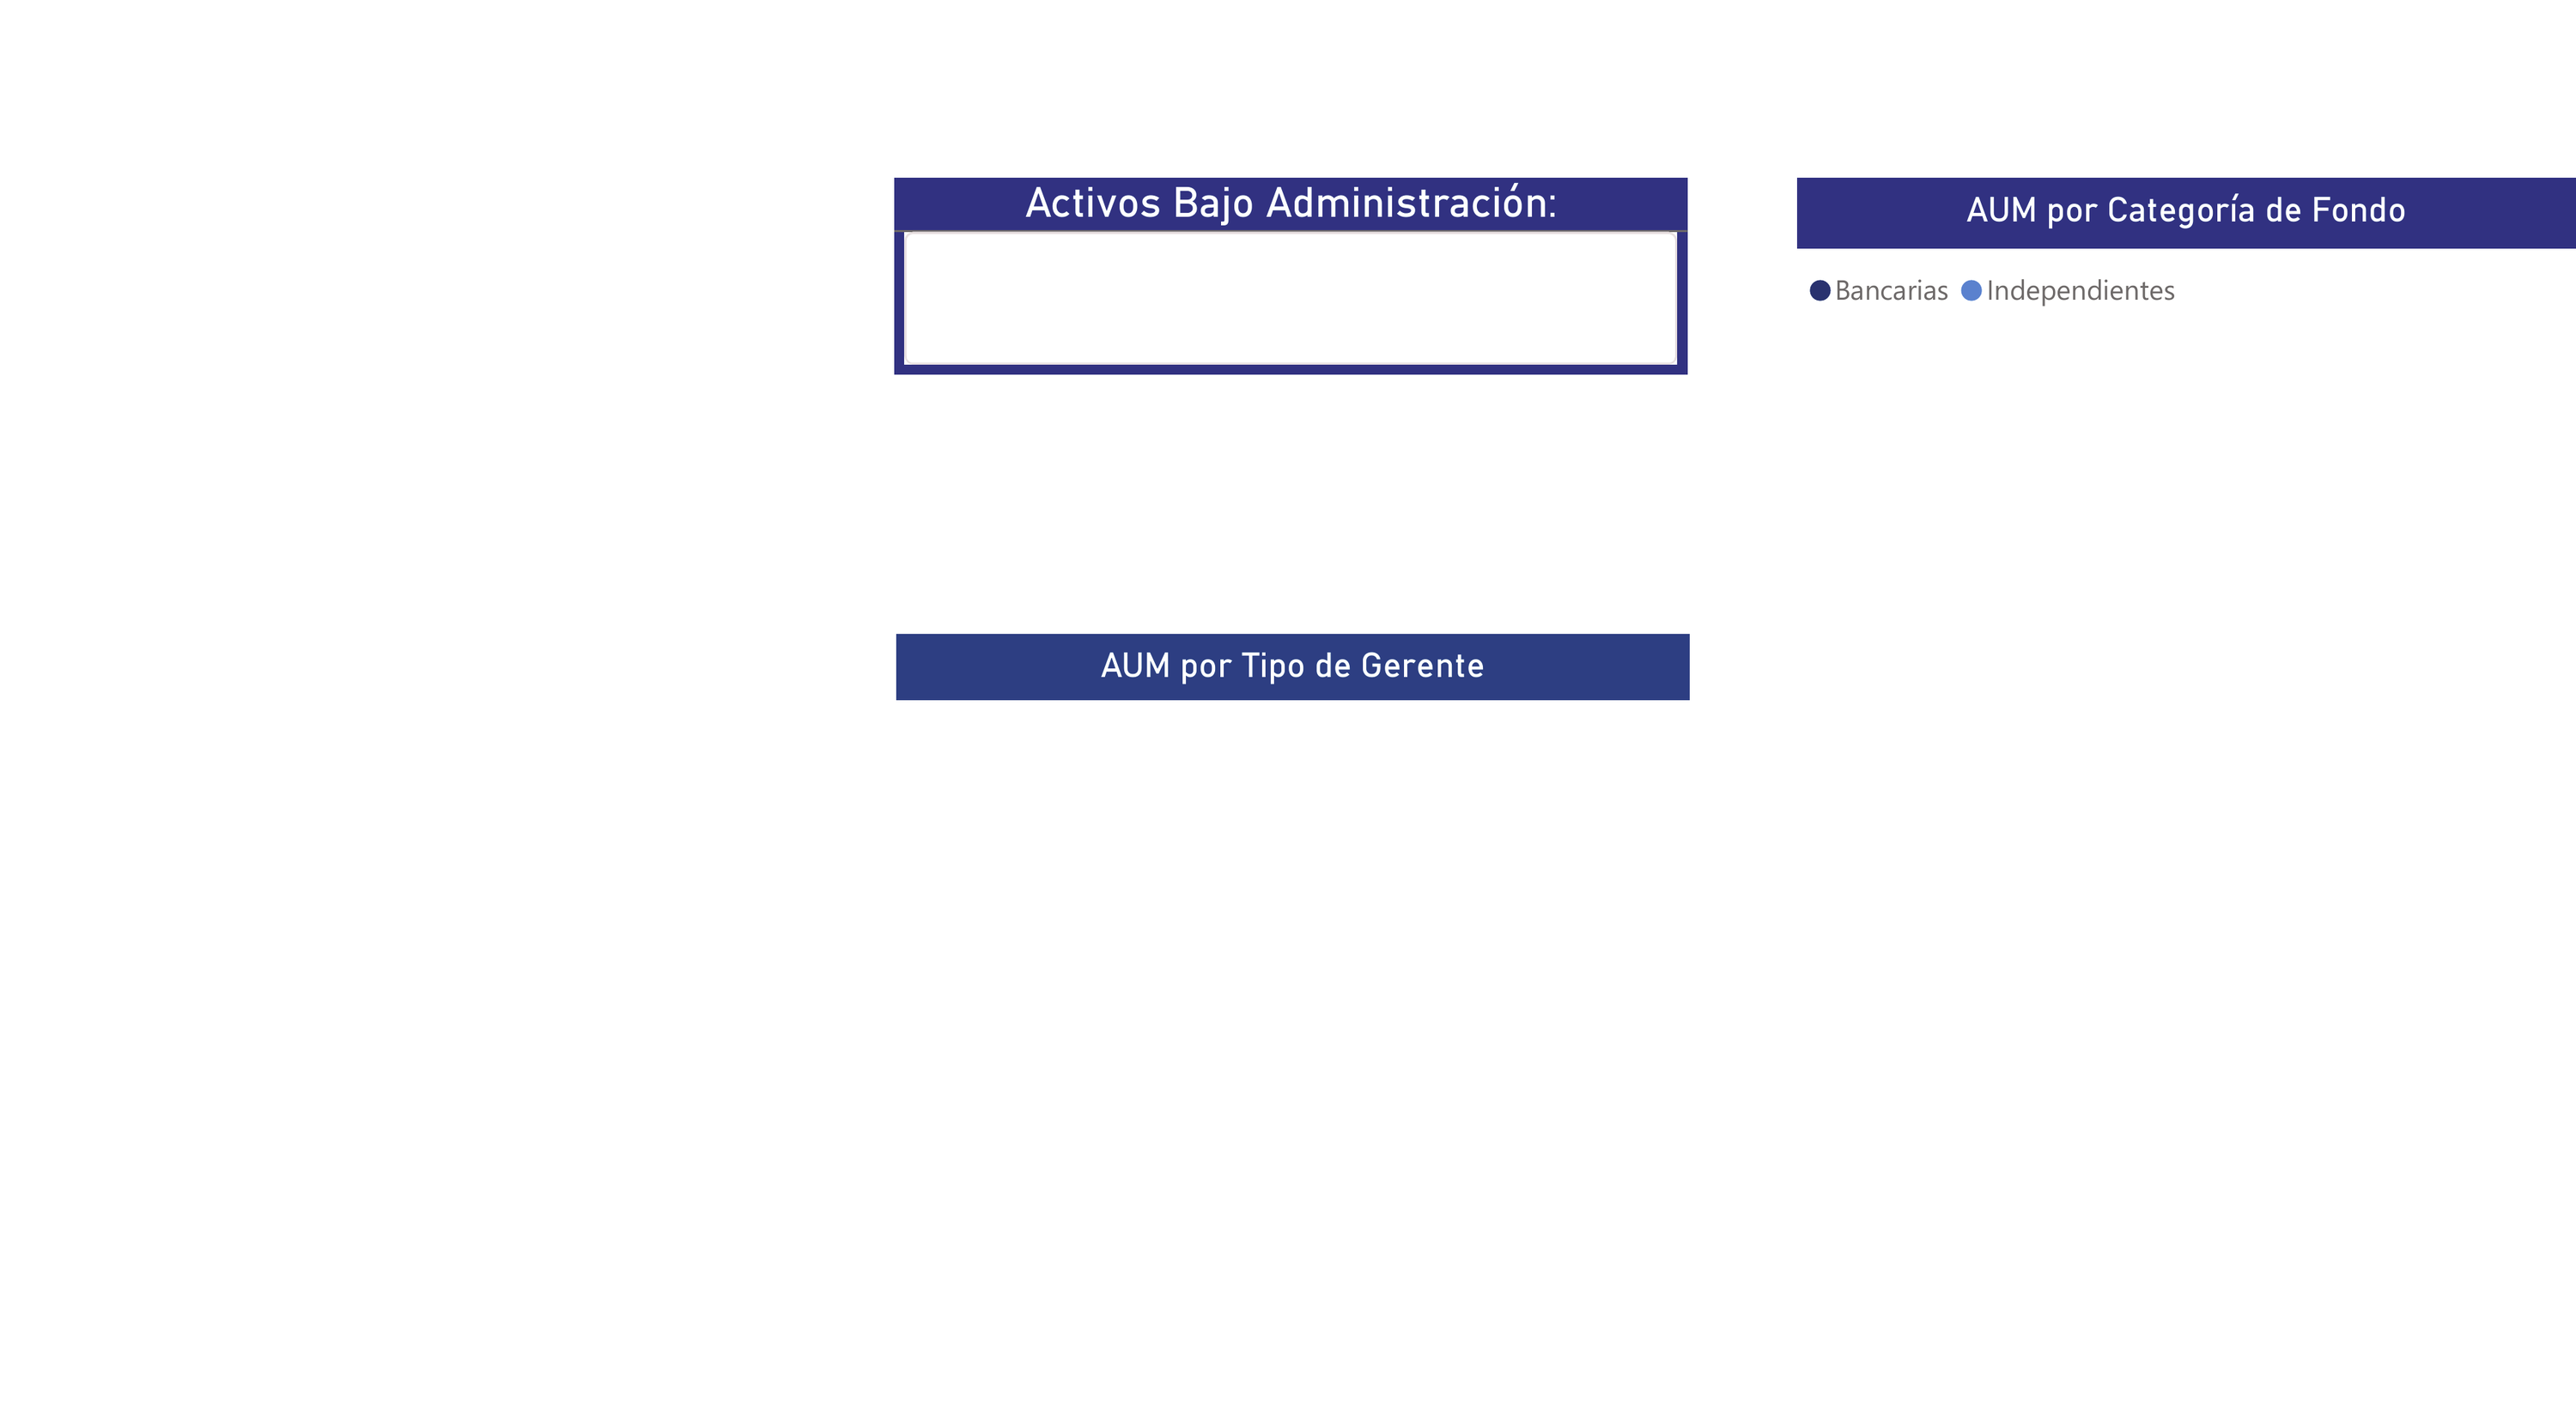 Activos Bajo Administración:
AUM por Categoría de Fondo
Bancarias Independientes
AUM por Tipo de Gerente